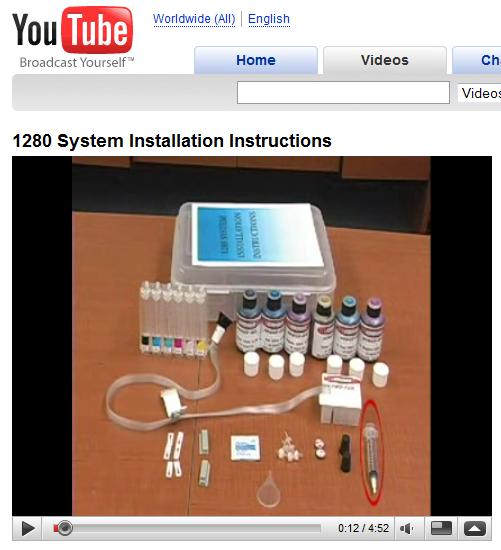 YouTube
Broadcast Yourself™
Worldwide (All) | English
Home
Videos
Ch
Videos
1280 System Installation Instructions
1280 SYSTEM
INSTALLATION
INSTRUCTIONS
0:12 / 4:52